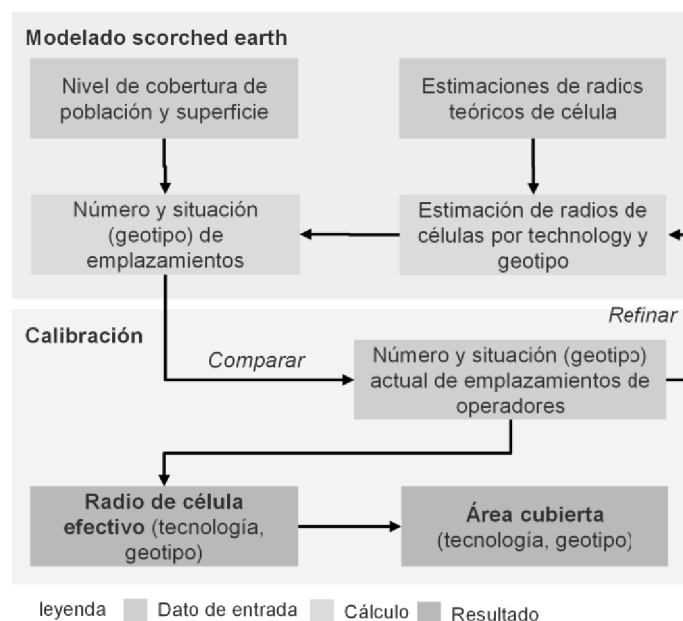 Modelado scorched earth
Nivel de cobertura de
población y superficie
Estimaciones de radios
teóricos de célula
Número y situación
(geotipo) de
emplazamientos
Estimación de radios de
células por technology y
geotipo
Refinar
Calibración
Comparar
Número y situación (geotipo)
actual de emplazamientos de
operadores
Radio de célula
efectivo (tecnología,
geotipo)
Área cubierta
(tecnología, geotipo)
leyenda Dato de entrada Cálculo Resultado